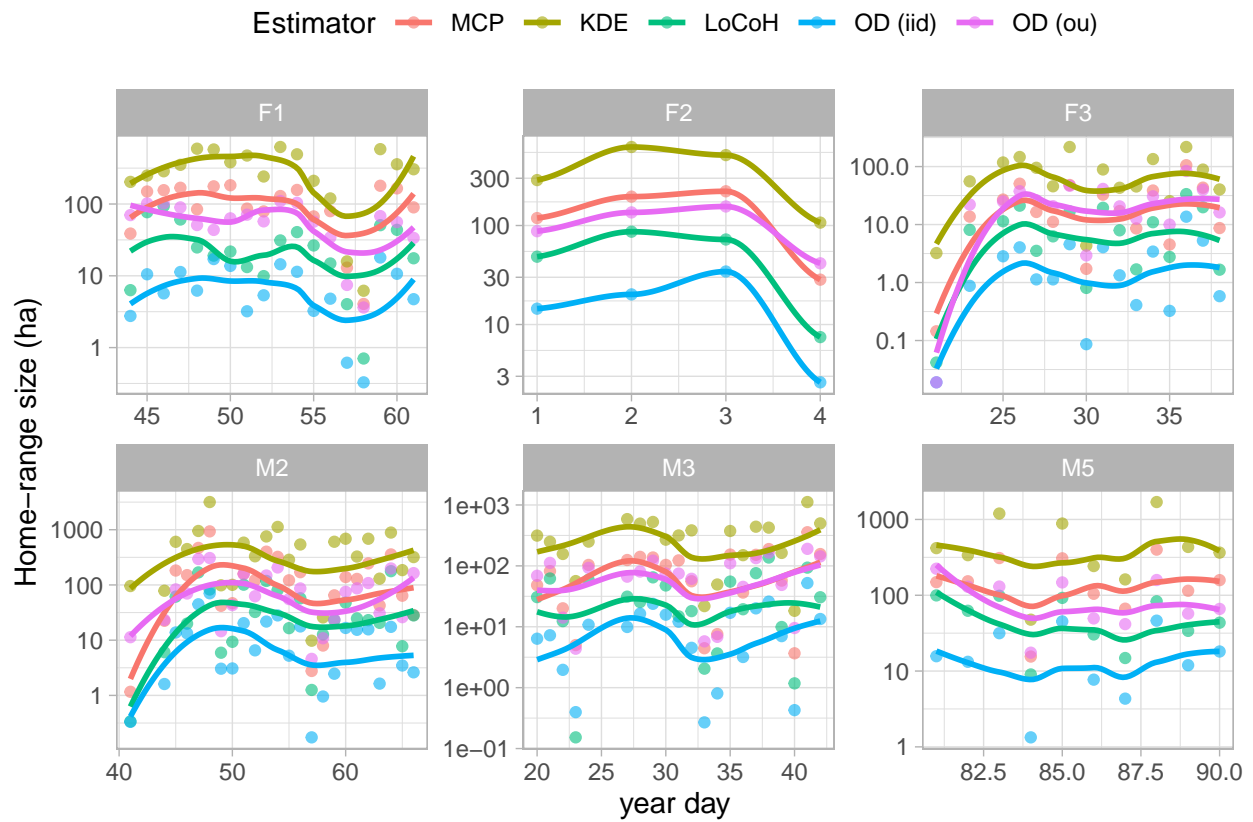 Estimator MCP KDE LoCoH OD (iid) OD (ou)
F1 F2 F3
100
10
1
45 50 55 60
300
100
30
10
3
1 2 3 4
100.0
10.0
1.0
0.1
25 30 35
Home−range size (ha)
M2 M3 M5
1000
100
10
1
40 50 60
1e+03
1e+02
1e+01
1e+00
1e−01
20 25 30 35 40
1000
100
10
1
82.5 85.0 87.5 90.0
year day